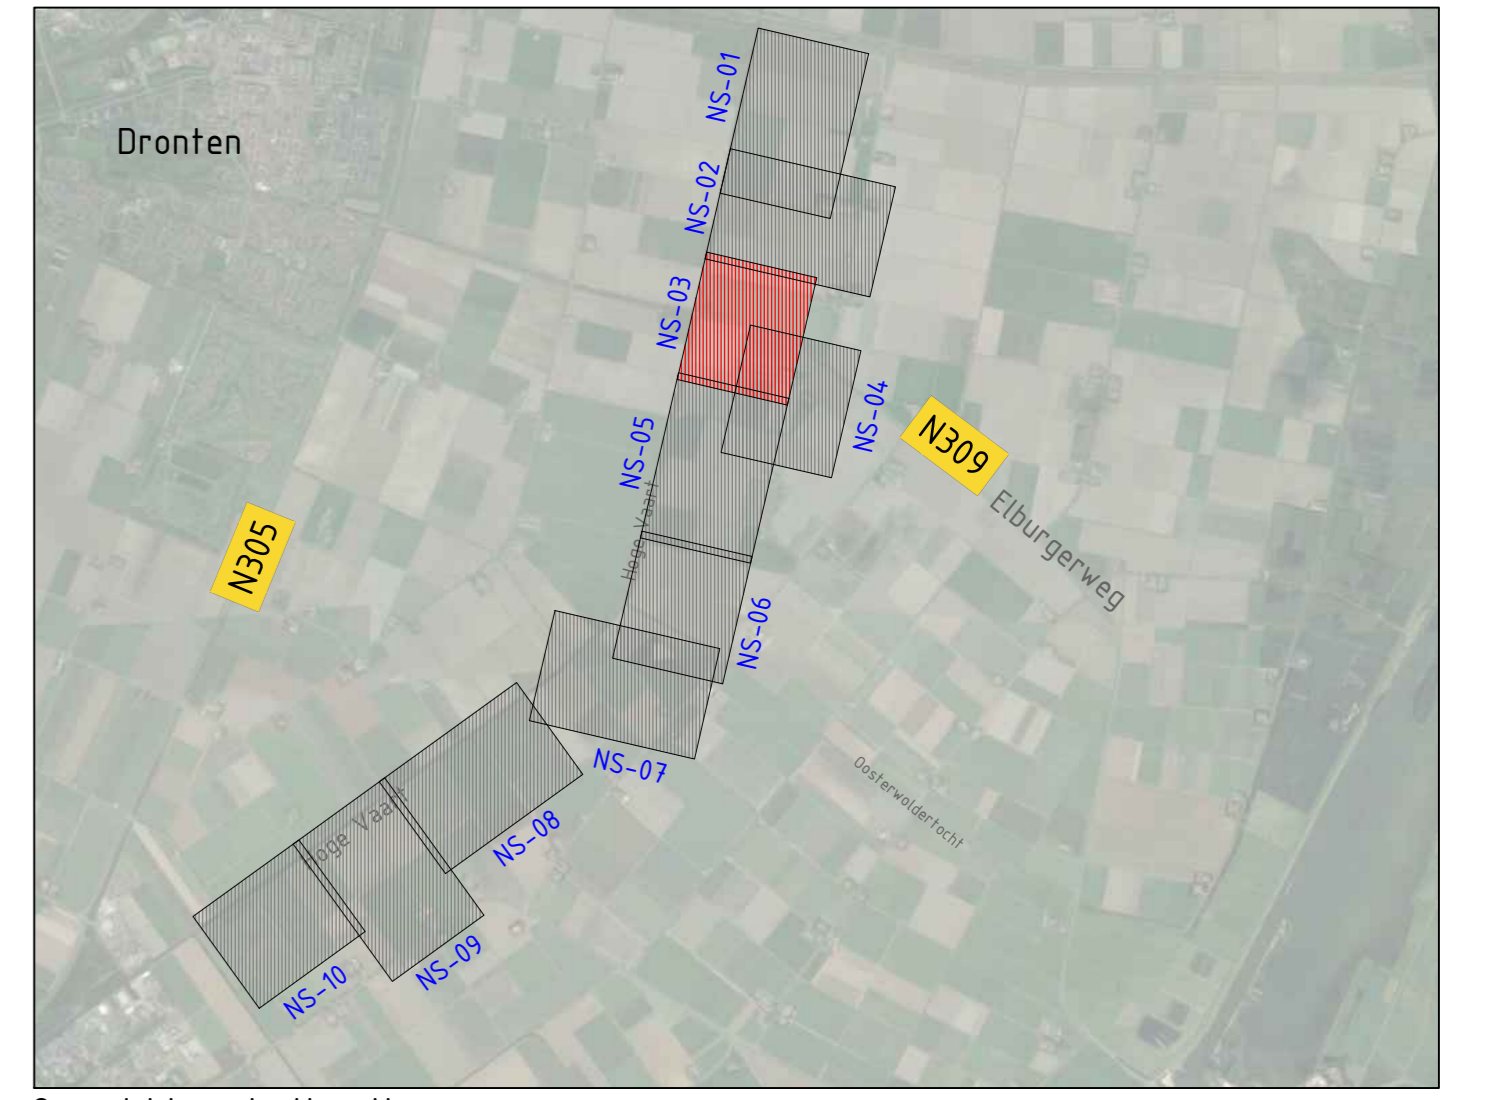 Dronten
NS-01
NS-02
NS-03
NS-04
NS-05
N309
Elburgerweg
N305
Hoge Vaart
NS-06
NS-07
Oosterwoldertocht
Hoge Vaart
NS-08
NS-09
NS-10